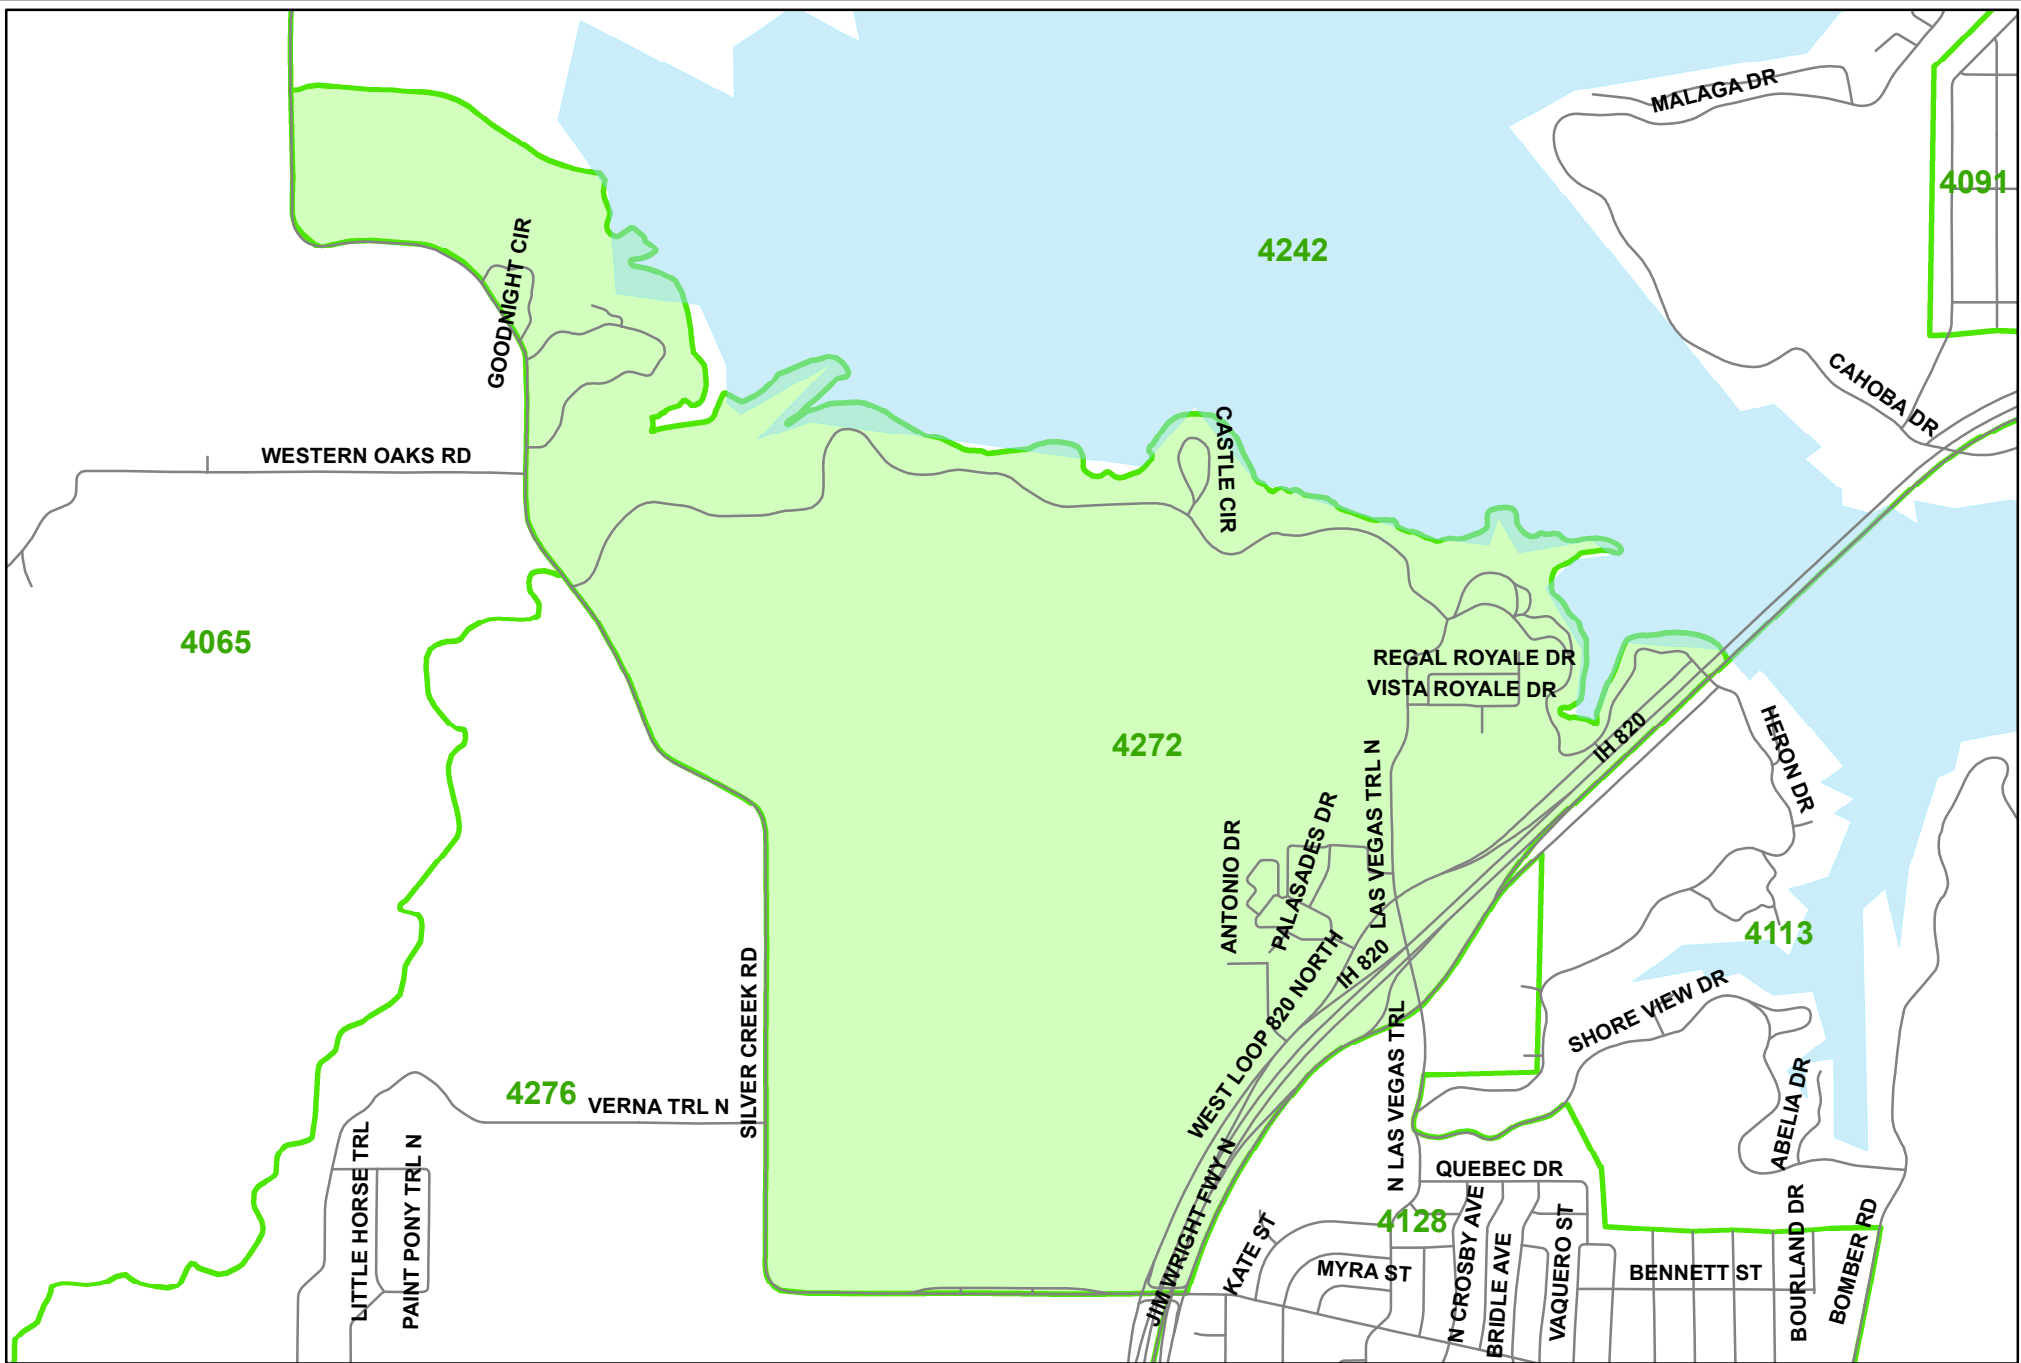 MALAGA DR
4091
4242
GOODNIGHT CIR
CAHOBA DR
WESTERN OAKS RD
CASTLE CIR
4065
REGAL ROYALE DR
VISTA ROYALE DR
4272
IH 820
HERON DR
LAS VEGAS TRL N
PALASADES DR
ANTONIO DR
4113
IH 820
WEST LOOP 820 NORTH
SHORE VIEW DR
SILVER CREEK RD
N LAS VEGAS TRL
4276
VERNA TRL N
ABELIA DR
LITTLE HORSE TRL
PAINT PONY TRL N
JIM WRIGHT FWY N
QUEBEC DR
4128
KATE ST
MYRA ST
N CROSBY AVE
BRIDLE AVE
VAQUERO ST
BENNETT ST
BOURLAND DR
BOMBER RD